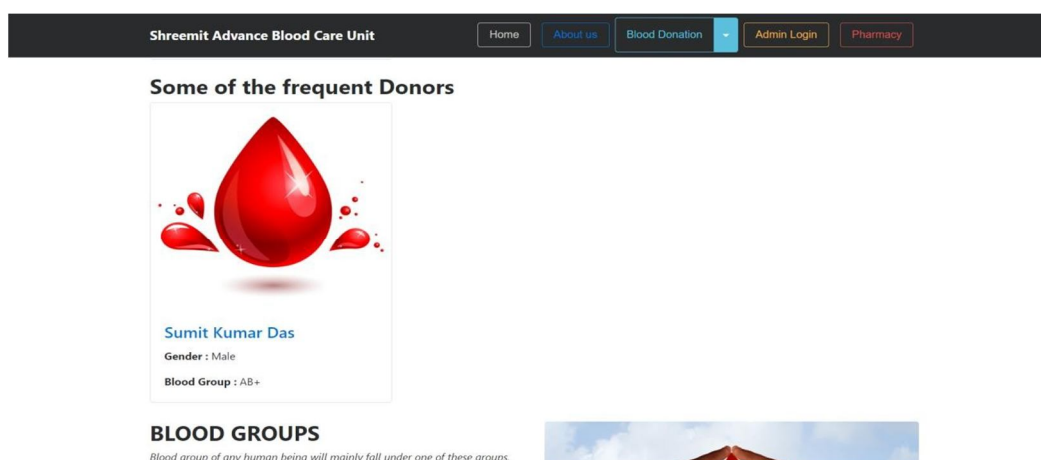 Shreemit Advance Blood Care Unit Home About us Blood Donation Admin Login Pharmacy
Some of the frequent Donors
Sumit Kumar Das
Gender : Male
Blood Group : AB+
BLOOD GROUPS
Blood group of any human being will mainly fall under one of these groups.